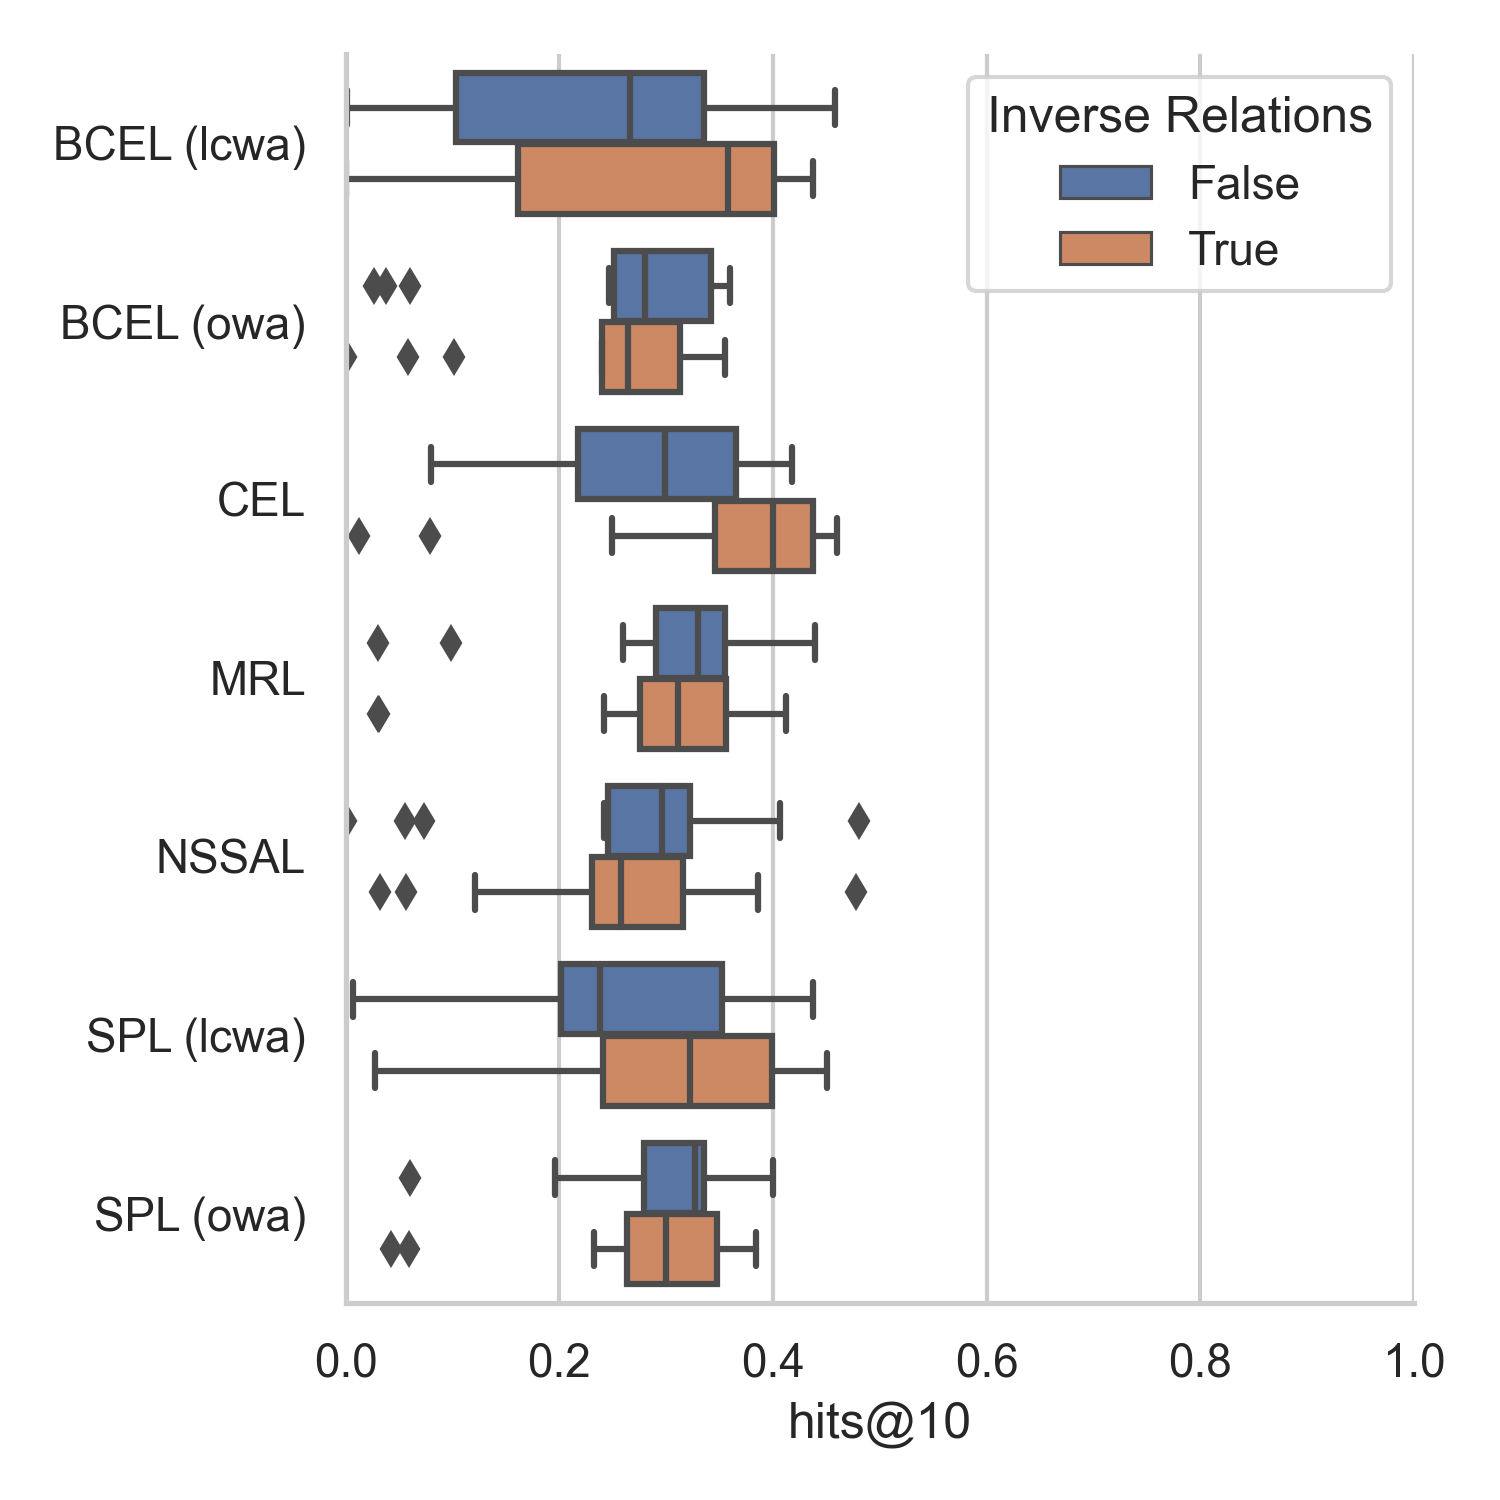 Inverse Relations
False
True
BCEL (lcwa)
BCEL (owa)
CEL
MRL
NSSAL
SPL (lcwa)
SPL (owa)
0.0 0.2 0.4 0.6 0.8 1.0
hits@10